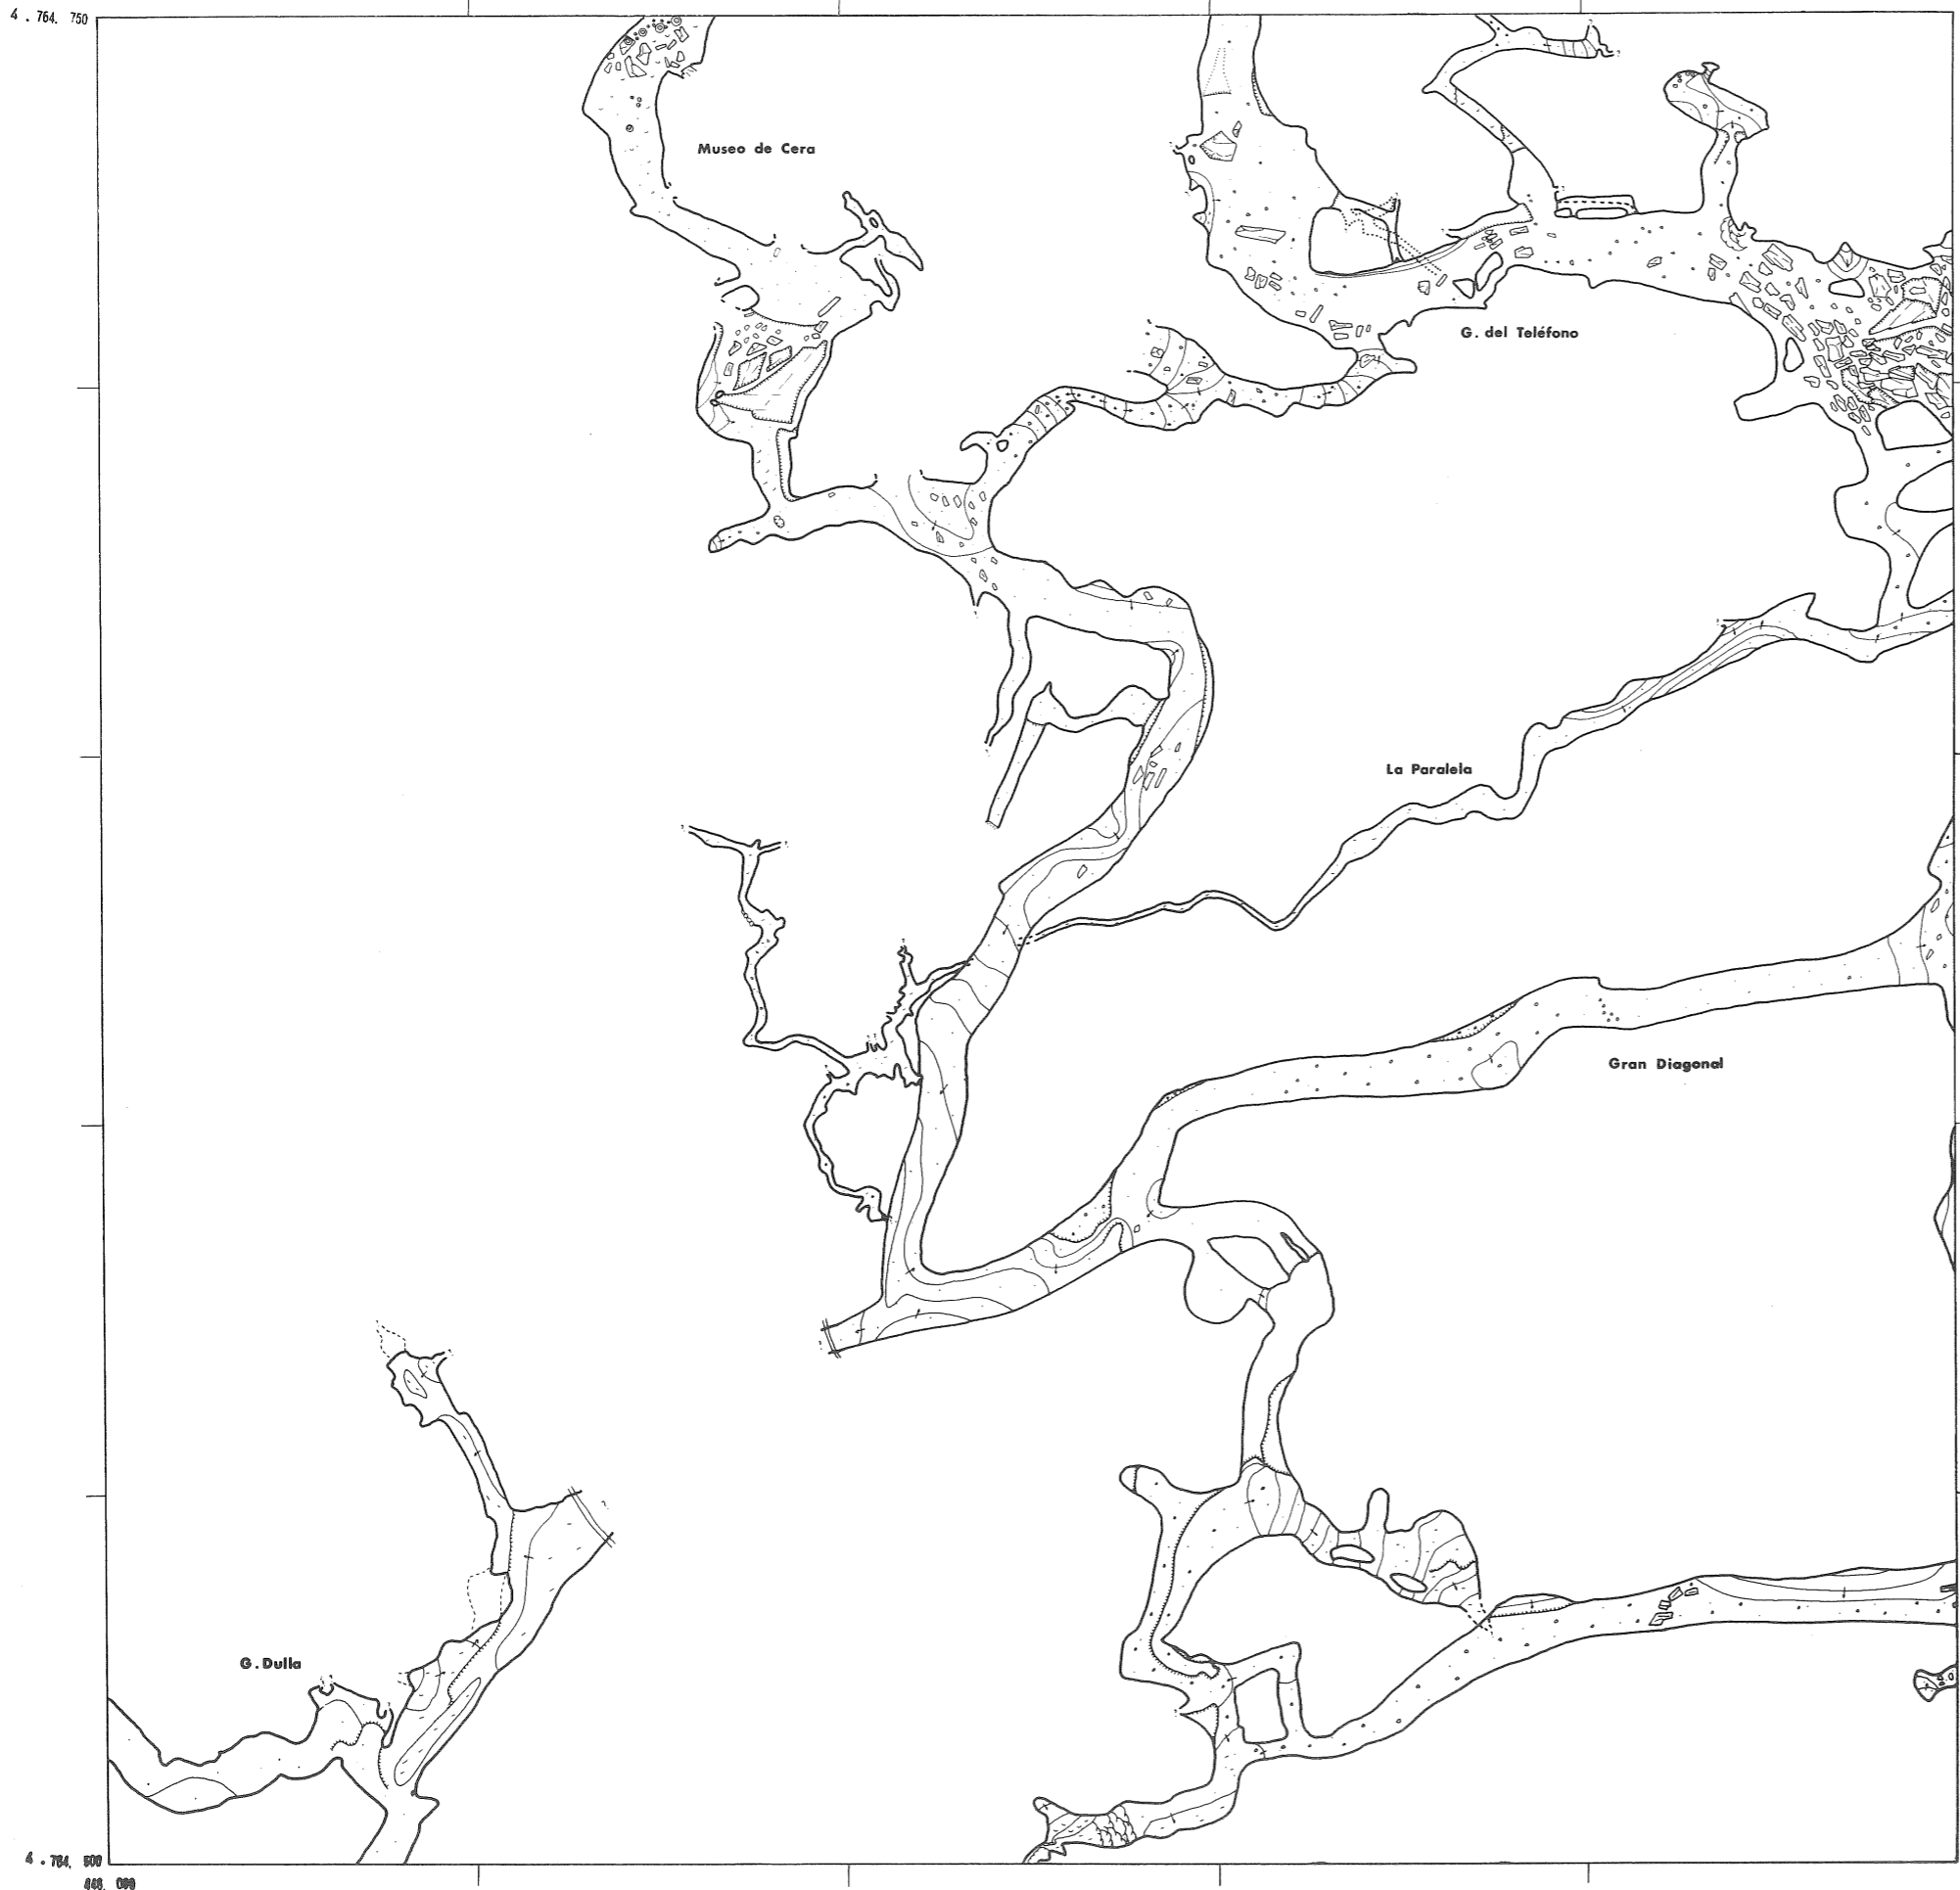 4.764.750
Museo de Cera
G. del Teléfono
La Paralela
Gran Diagonal
G. Dulla
4.764.500